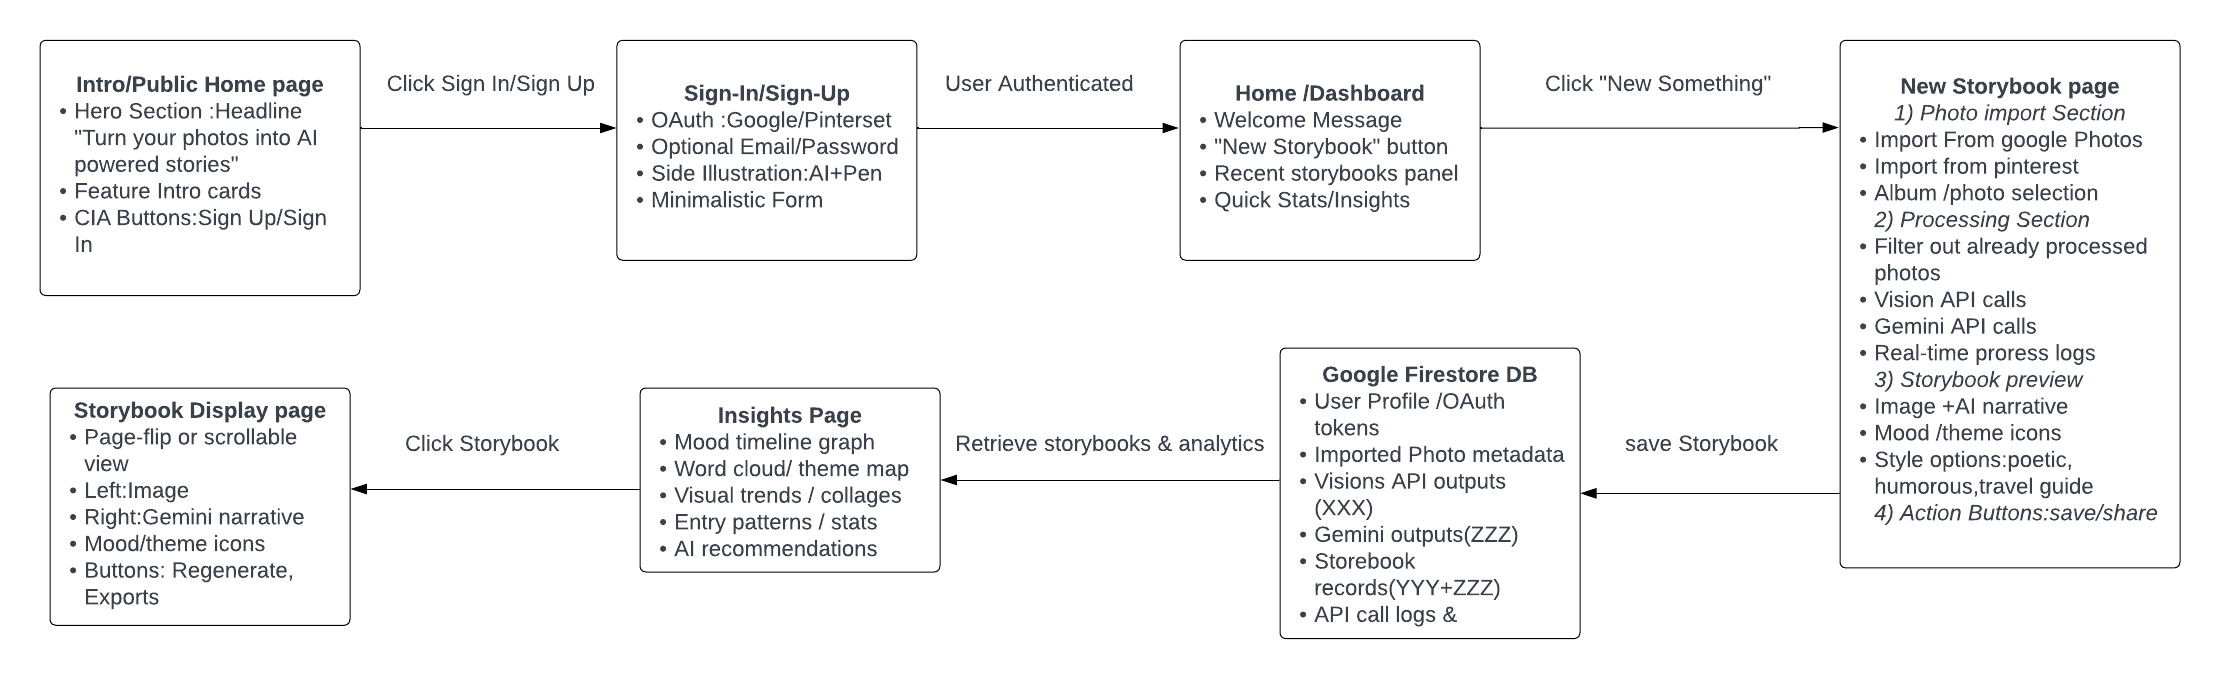 Intro/Public Home page
• Hero Section :Headline
"Turn your photos into AI
powered stories"
• Feature Intro cards
• CIA Buttons:Sign Up/Sign
In
Click Sign In/Sign Up
Sign-In/Sign-Up
• OAuth :Google/Pinterset
• Optional Email/Password
• Side Illustration:AI+Pen
• Minimalistic Form
User Authenticated
Home /Dashboard
• Welcome Message
• "New Storybook" button
• Recent storybooks panel
• Quick Stats/Insights
Click "New Something"
New Storybook page
1) Photo import Section
• Import From google Photos
• Import from pinterest
• Album /photo selection
2) Processing Section
• Filter out already processed
photos
• Vision API calls
• Gemini API calls
• Real-time proress logs
3) Storybook preview
• Image +AI narrative
• Mood /theme icons
• Style options:poetic,
humorous,travel guide
4) Action Buttons:save/share
save Storybook
Google Firestore DB
• User Profile /OAuth
tokens
• Imported Photo metadata
• Visions API outputs
(XXX)
• Gemini outputs(ZZZ)
• Storebook
records(YYY+ZZZ)
• API call logs &
Retrieve storybooks & analytics
Insights Page
• Mood timeline graph
• Word cloud/ theme map
• Visual trends / collages
• Entry patterns / stats
• AI recommendations
Click Storybook
Storybook Display page
• Page-flip or scrollable
view
• Left:Image
• Right:Gemini narrative
• Mood/theme icons
• Buttons: Regenerate,
Exports